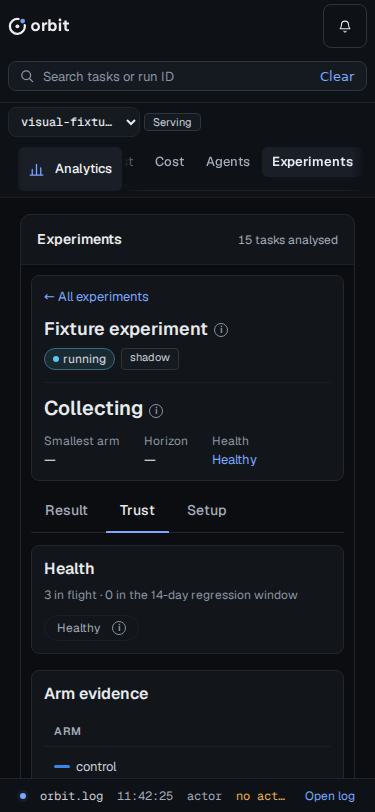 orbit
Search tasks or run ID Clear
visual-fixtu… Serving
Analytics Cost Agents Experiments
Experiments 15 tasks analysed
← All experiments
Fixture experiment
running shadow
Collecting
Smallest arm Horizon Health
— — Healthy
Result Trust Setup
Health
3 in flight · 0 in the 14-day regression window
Healthy
Arm evidence
ARM
control
orbit.log 11:42:25 actor no act… Open log